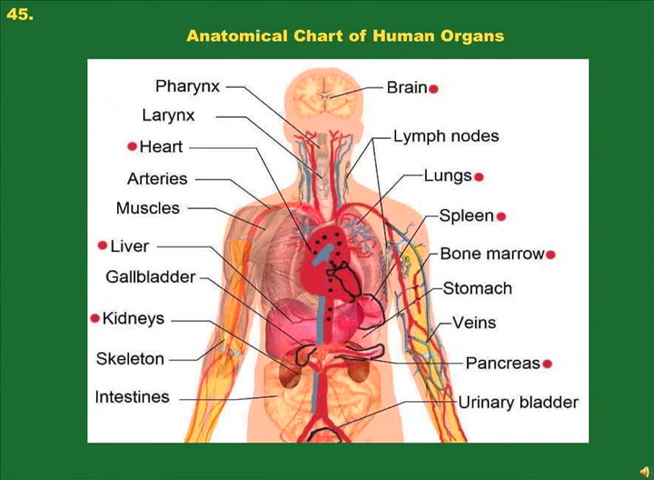 45.
Anatomical Chart of Human Organs
Pharynx
Larynx
Heart
Arteries
Muscles
Liver
Gallbladder
Kidneys
Skeleton
Intestines
Brain
Lymph nodes
Lungs
Spleen
Bone marrow
Stomach
Veins
Pancreas
Urinary bladder